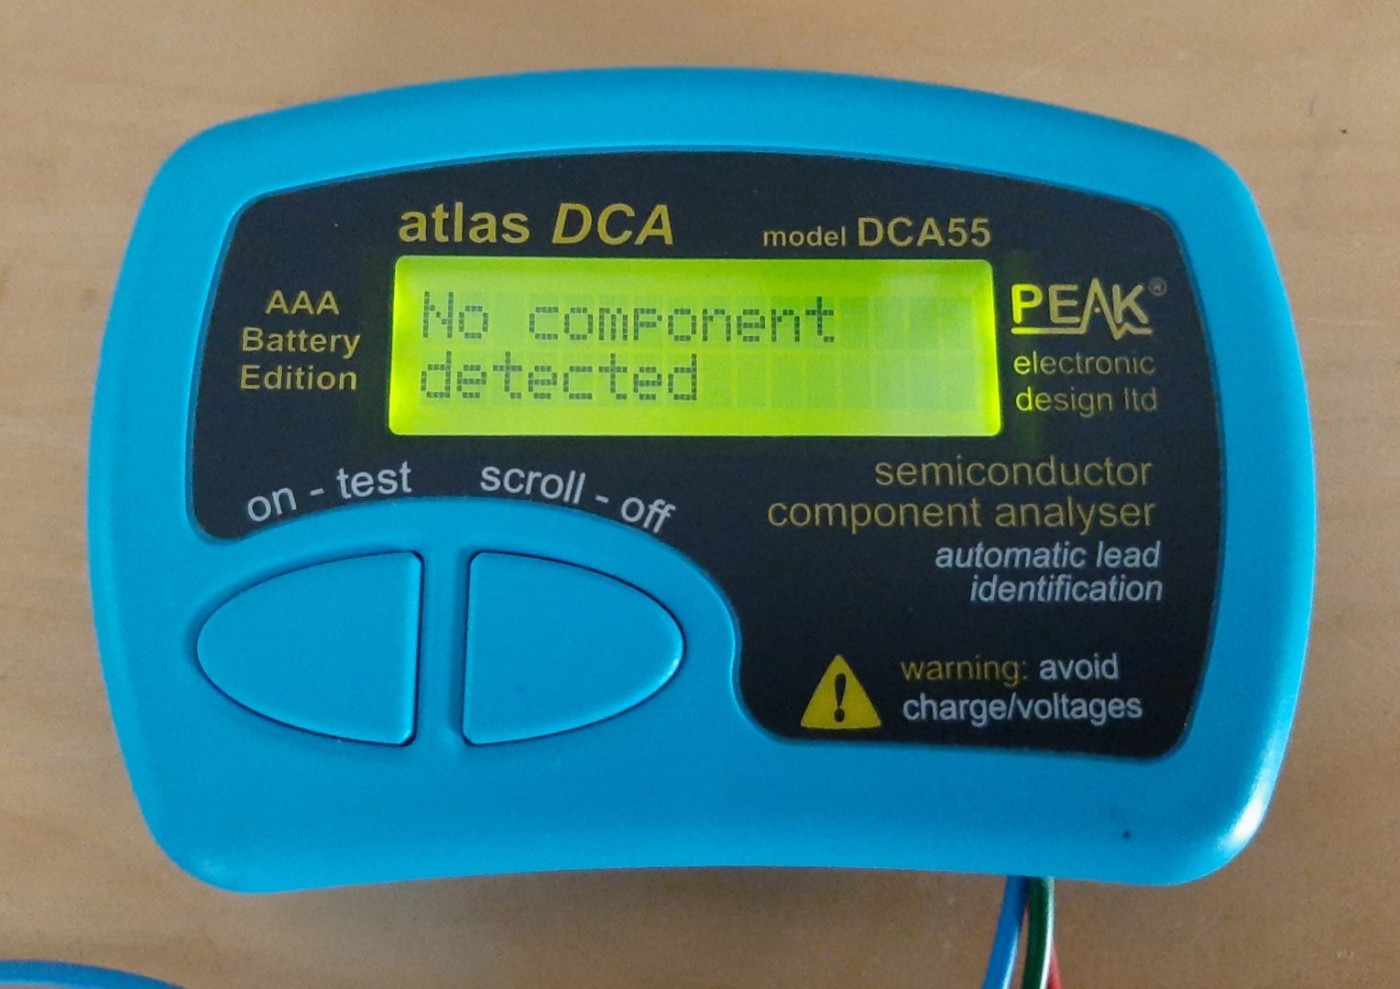 atlas DCA
model DCA55
AAA
Battery
Edition
No component
detected
PEAK®
electronic
design ltd
on - test
scroll - off
semiconductor
component analyser
automatic lead
identification
warning: avoid
charge/voltages